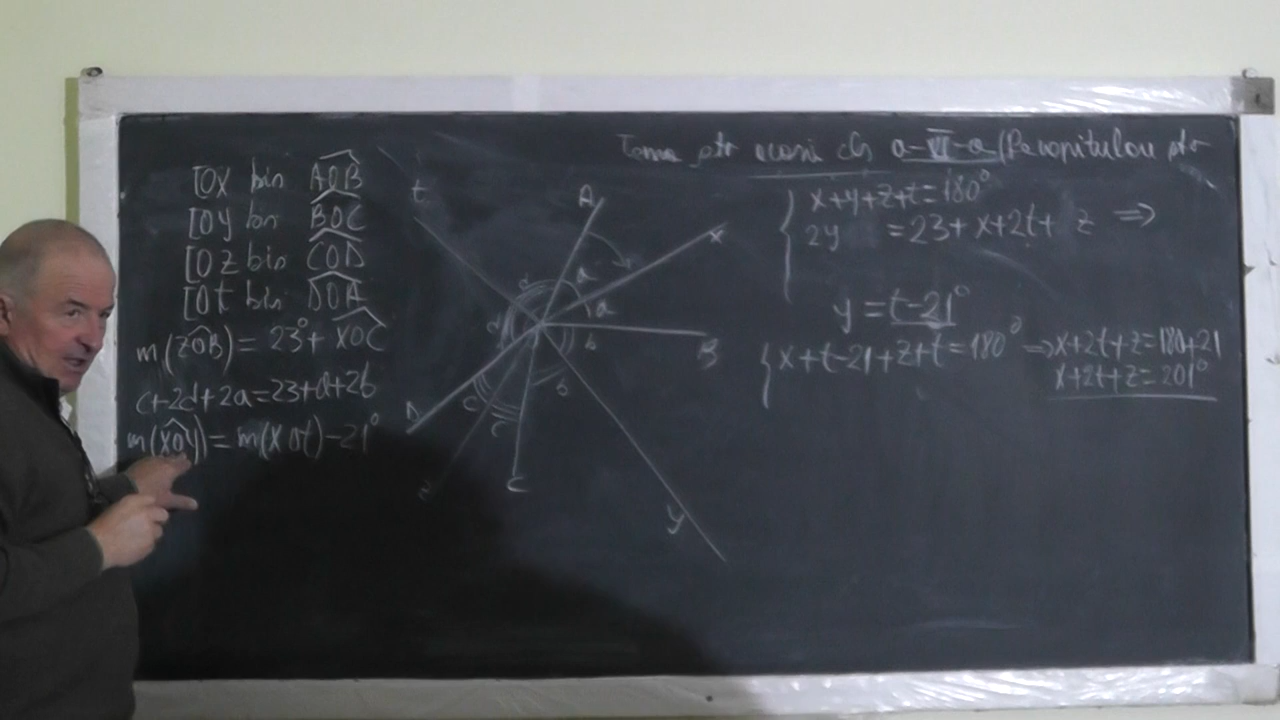 Tema ptr acasă cls a-VI-a (Recapitulare ptr
[OX bis AOB
[OY bis BOC
[OZ bis COD
[Ot bis DOA
m(ZOB) = 23° + XOC
c+2d+2a=23+a+2b
m(XOY) = m(XOt) - 21°
t
A
X
a
a
d
d
b
B
b
D
c
c
Z
C
y
x+y+z+t=180°
2y = 23+x+2t+ z ⇒
y = t-21°
{x+t-21+z+t=180° ⇒x+2t+z=180+21
x+2t+z=201°